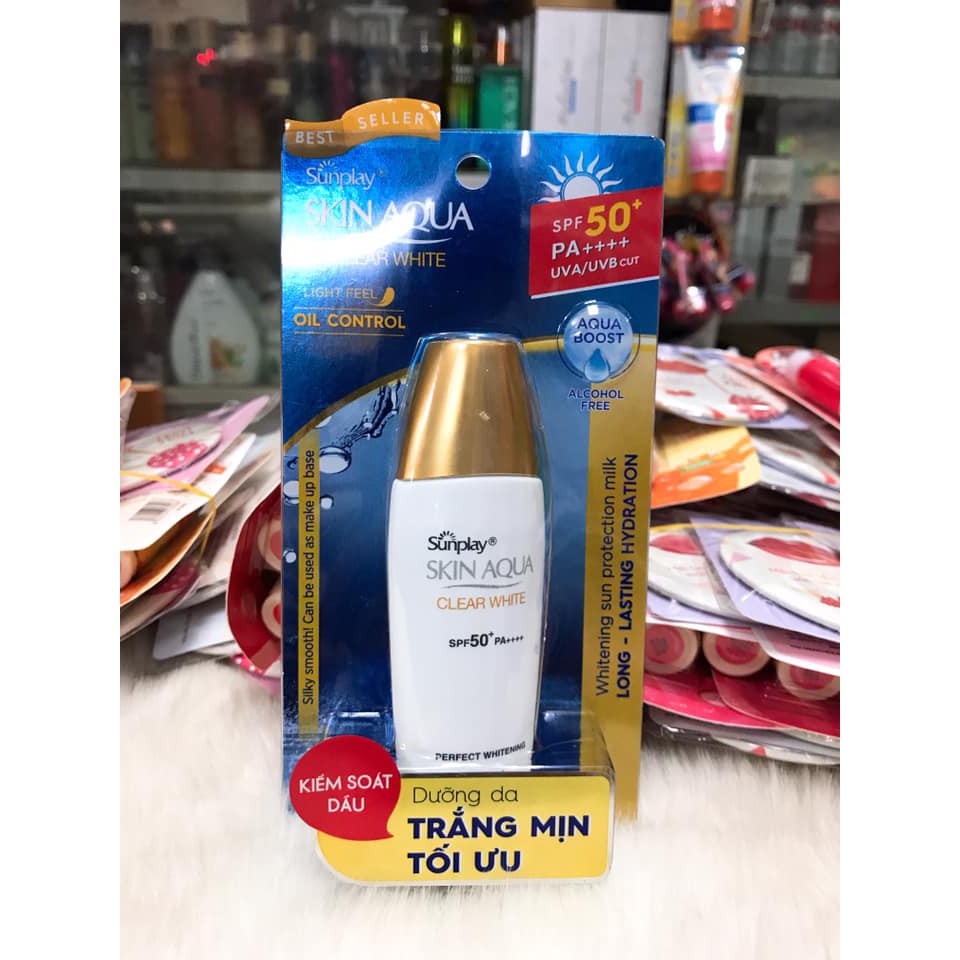 BEST SELLER
Sunplay
SKIN AQUA
CLEAR WHITE
LIGHT FEEL
OIL CONTROL
SPF 50+
PA++++
UVA/UVB CUT
AQUA
BOOST
ALCOHOL
FREE
Silky smooth! Can be used as make up base
Whitening sun protection milk
LONG - LASTING HYDRATION
Sunplay®
SKIN AQUA
CLEAR WHITE
SPF50+ PA++++
PERFECT WHITENING
KIỂM SOÁT
DẦU
Dưỡng da
TRẮNG MỊN
TỐI ƯU